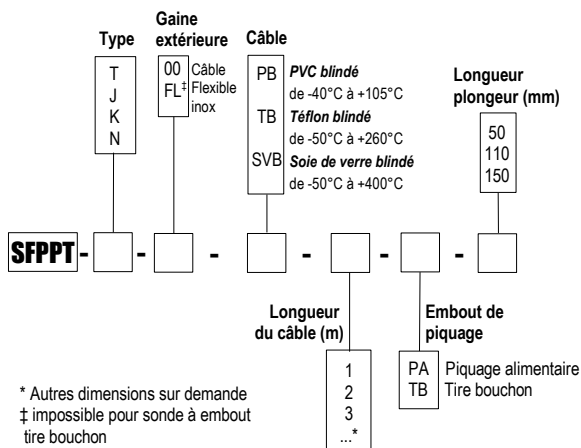 Type
T
J
K
N
Gaine
extérieure
00 Câble
FL‡ Flexible
inox
Câble
PB PVC blindé
de -40°C à +105°C
TB Téflon blindé
de -50°C à +260°C
SVB Soie de verre blindé
de -50°C à +400°C
Longueur
plongeur (mm)
50
110
150
SFPPT - - - - - -
Longueur
du câble (m)
1
2
3
...*
Embout de
piquage
PA Piquage alimentaire
TB Tire bouchon
* Autres dimensions sur demande
‡ impossible pour sonde à embout
tire bouchon